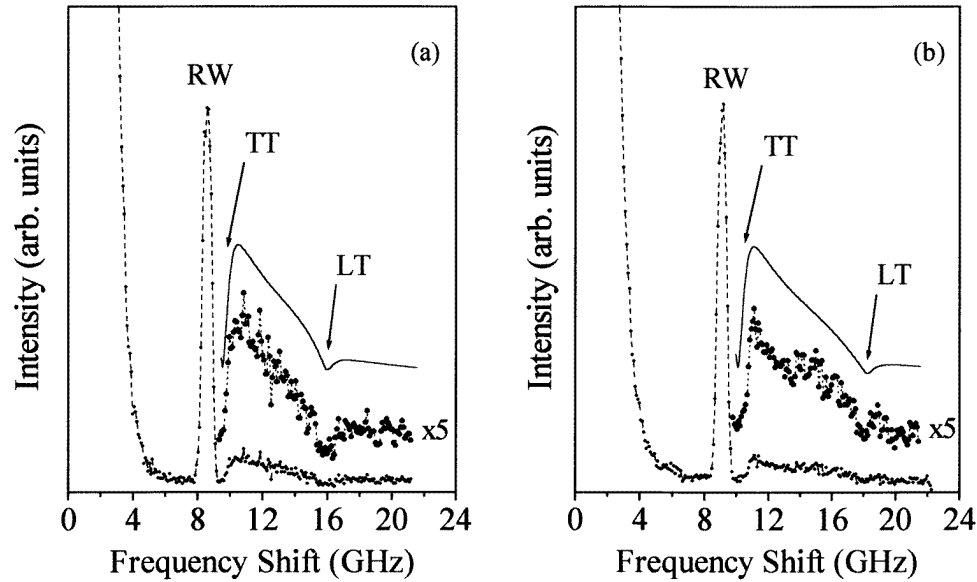 (a)
RW
TT
LT
x5
Intensity (arb. units)
0 4 8 12 16 20 24
Frequency Shift (GHz)
(b)
RW
TT
LT
x5
Intensity (arb. units)
0 4 8 12 16 20 24
Frequency Shift (GHz)